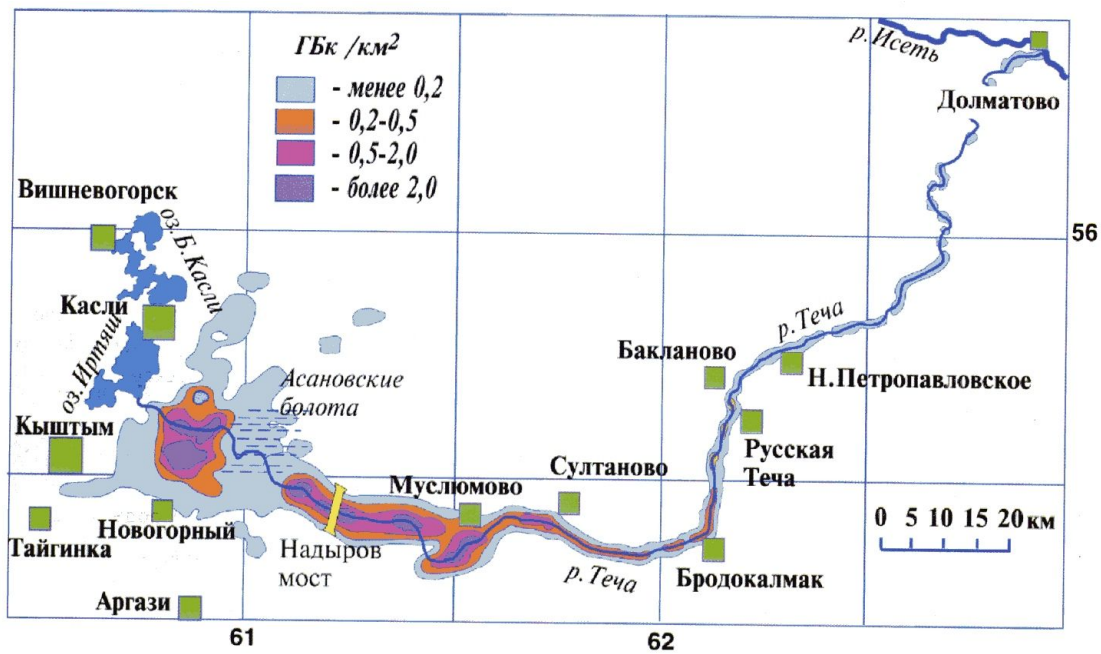 ГБк /км²
- менее 0,2
- 0,2-0,5
- 0,5-2,0
- более 2,0
р.Исеть
Долматово
Вишневогорск
оз.Б.Касли
56
Касли
оз.Иртяш
р.Теча
Бакланово
Н.Петропавловское
Асановские
болота
Кыштым
Русская
Теча
Султаново
Муслюмово
0 5 10 15 20 км
Новогорный
Тайгинка
Надыров
мост
р.Теча
Бродокалмак
Аргази
61
62